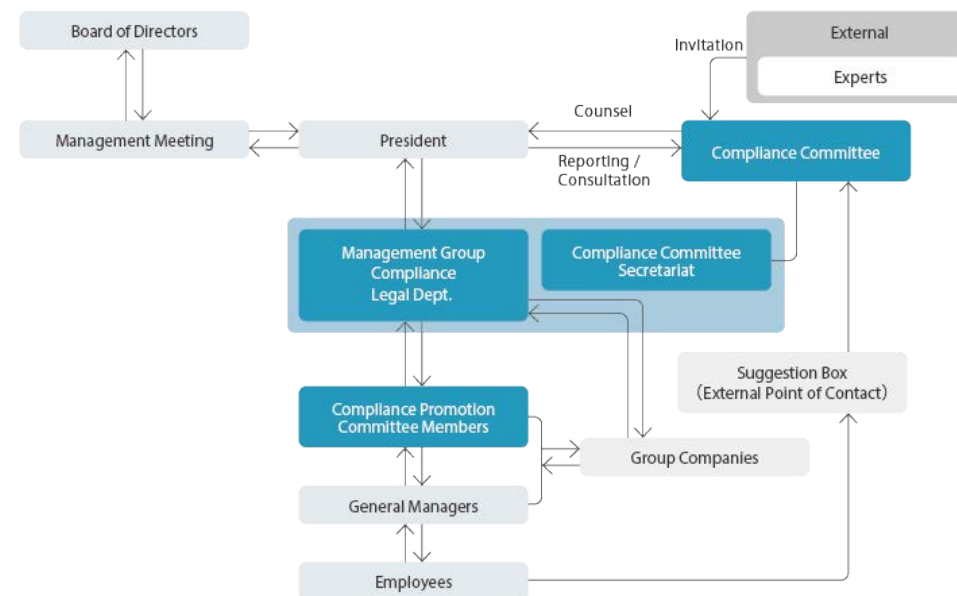 Board of Directors
Invitation
External
Experts
Management Meeting
President
Counsel
Reporting /
Consultation
Compliance Committee
Management Group
Compliance
Legal Dept.
Compliance Committee
Secretariat
Suggestion Box
（External Point of Contact）
Compliance Promotion
Committee Members
Group Companies
General Managers
Employees